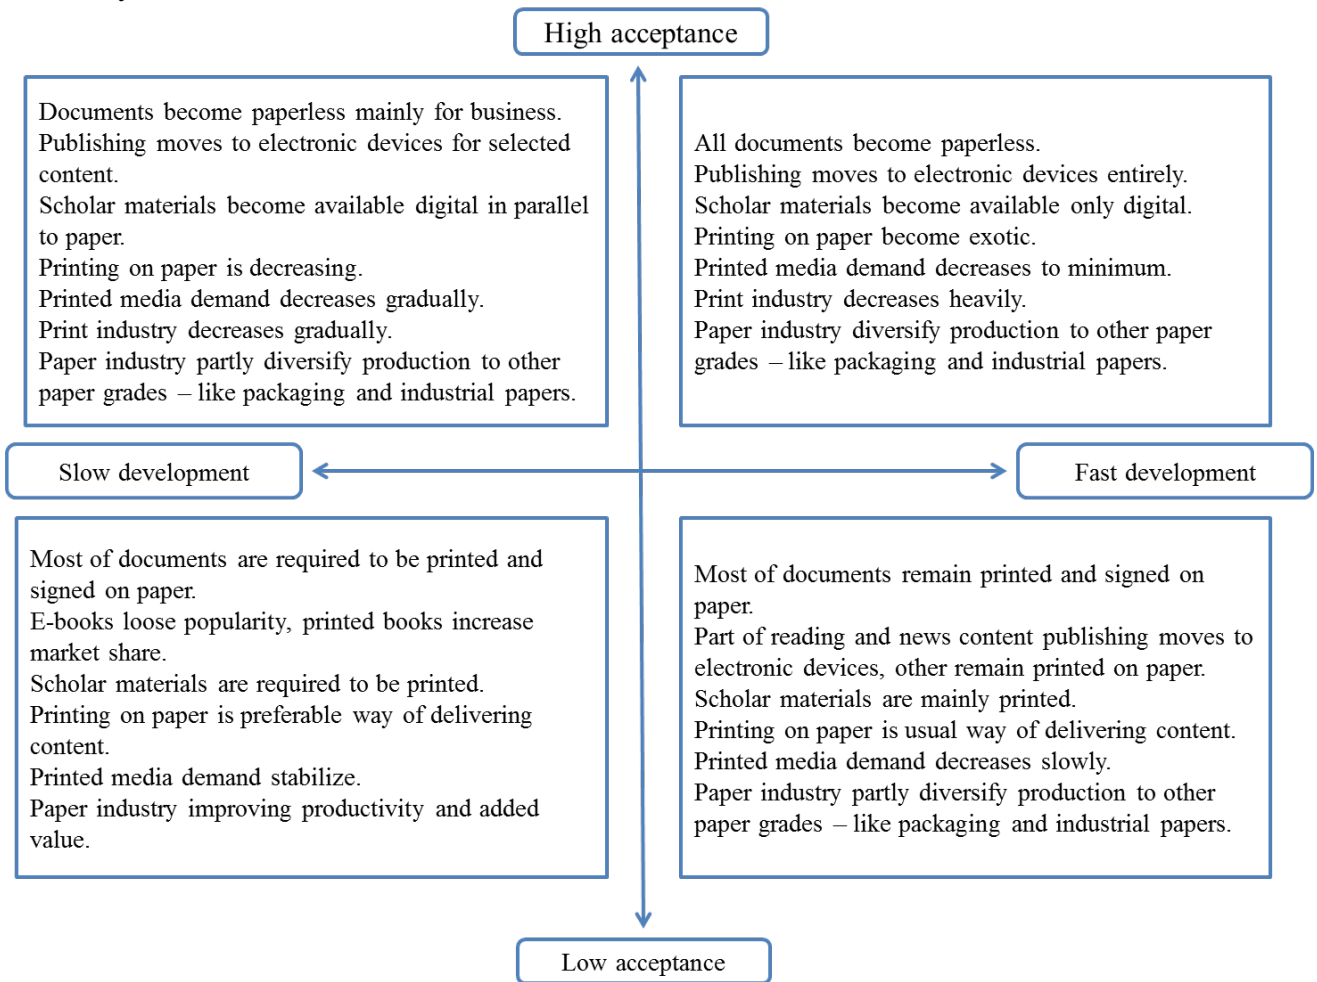 High acceptance
Documents become paperless mainly for business.
Publishing moves to electronic devices for selected
content.
Scholar materials become available digital in parallel
to paper.
Printing on paper is decreasing.
Printed media demand decreases gradually.
Print industry decreases gradually.
Paper industry partly diversify production to other
paper grades – like packaging and industrial papers.
All documents become paperless.
Publishing moves to electronic devices entirely.
Scholar materials become available only digital.
Printing on paper become exotic.
Printed media demand decreases to minimum.
Print industry decreases heavily.
Paper industry diversify production to other paper
grades – like packaging and industrial papers.
Slow development
Fast development
Most of documents are required to be printed and
signed on paper.
E-books loose popularity, printed books increase
market share.
Scholar materials are required to be printed.
Printing on paper is preferable way of delivering
content.
Printed media demand stabilize.
Paper industry improving productivity and added
value.
Most of documents remain printed and signed on
paper.
Part of reading and news content publishing moves to
electronic devices, other remain printed on paper.
Scholar materials are mainly printed.
Printing on paper is usual way of delivering content.
Printed media demand decreases slowly.
Paper industry partly diversify production to other
paper grades – like packaging and industrial papers.
Low acceptance